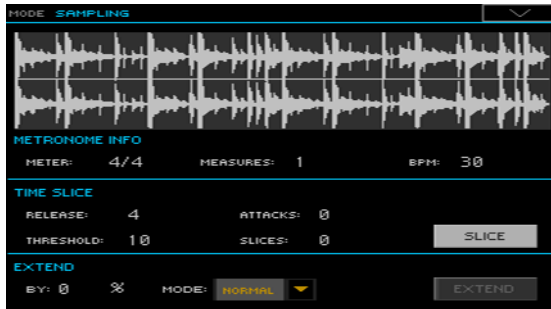 MODE SAMPLING
METRONOME INFO
METER: 4/4 MEASURES: 1 BPM: 30
TIME SLICE
RELEASE: 4 ATTACKS: 0
THRESHOLD: 10 SLICES: 0 SLICE
EXTEND
BY: 0 % MODE: NORMAL EXTEND